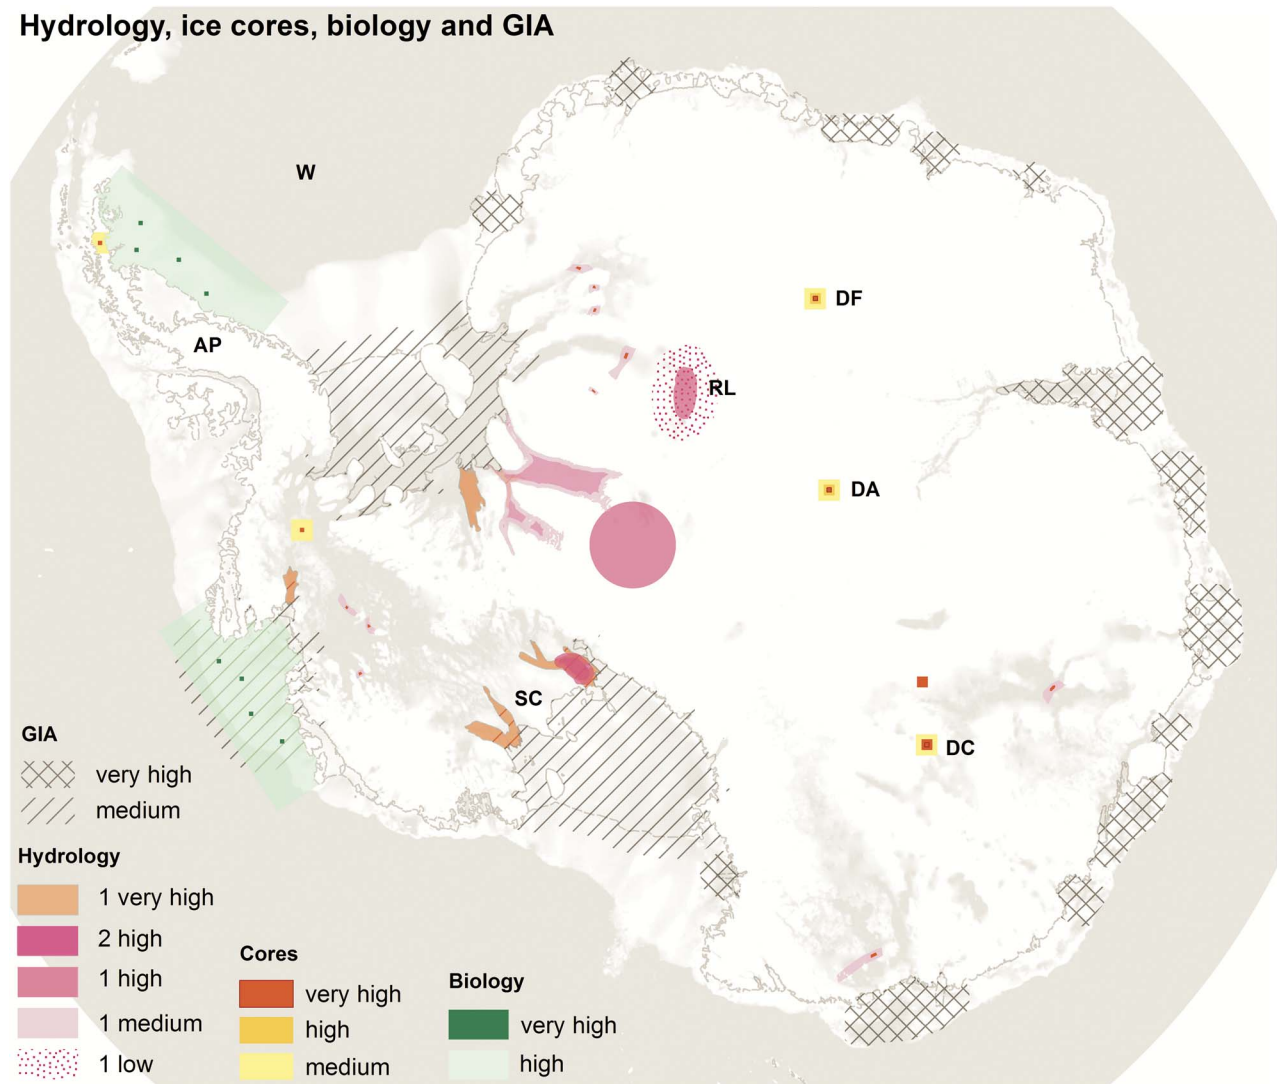 Hydrology, ice cores, biology and GIA
W
DF
AP
RL
DA
SC
DC
GIA
very high
medium
Hydrology
1 very high
2 high
1 high
1 medium
1 low
Cores
very high
high
medium
Biology
very high
high